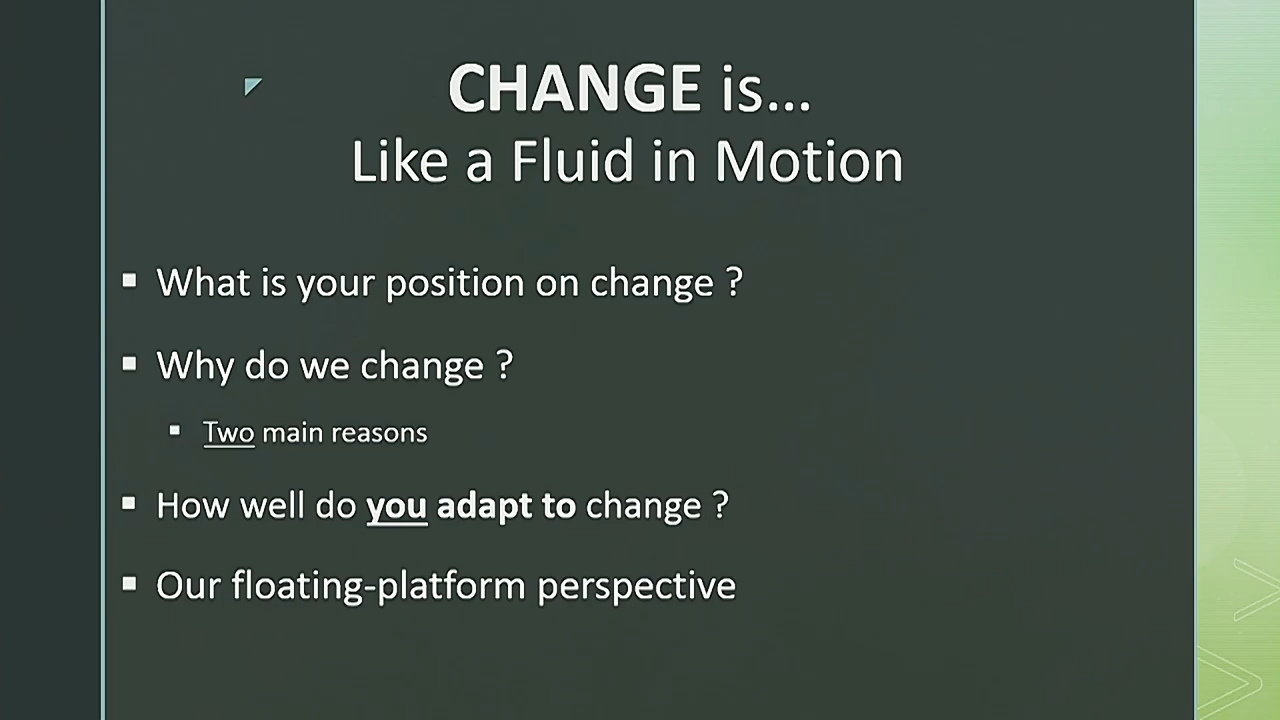 CHANGE is...
Like a Fluid in Motion
What is your position on change ?
Why do we change ?
Two main reasons
How well do you adapt to change ?
Our floating-platform perspective